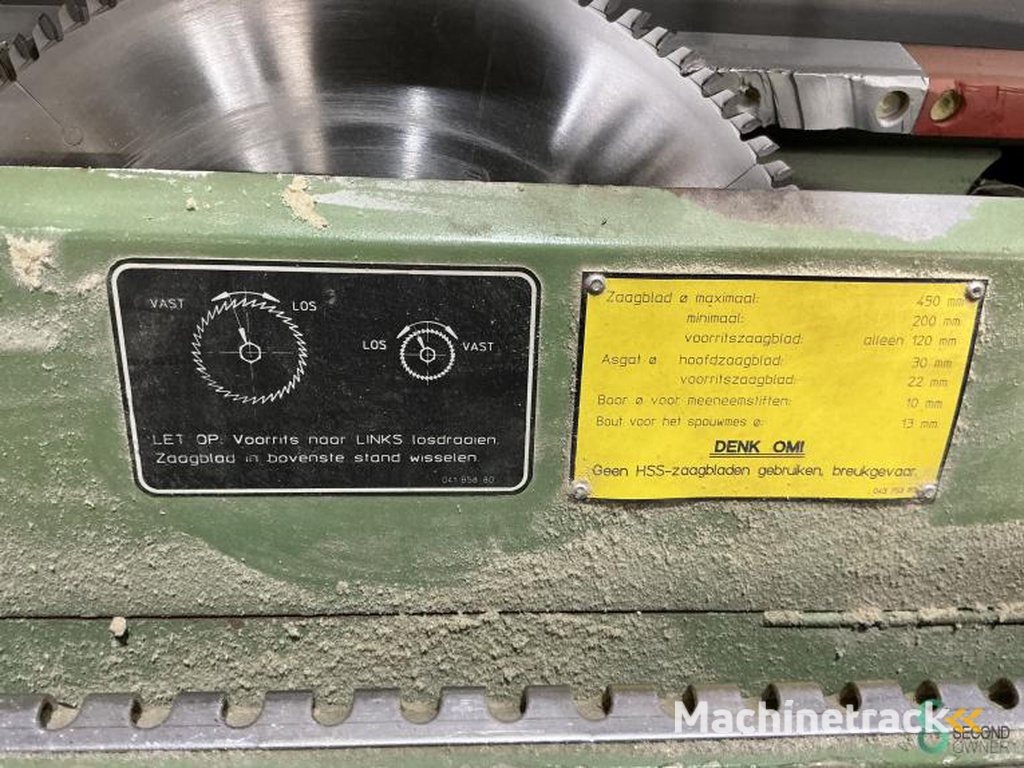 VAST LOS
LOS VAST
LET OP: Voorrits naar LINKS losdraaien.
Zaagblad in bovenste stand wisselen.
041 658 80
Zaagblad ø maximaal: 450 mm
minimaal: 200 mm
voorritszaagblad: alleen 120 mm
Asgat ø hoofdzaagblad: 30 mm
voorritszaagblad: 22 mm
Boor ø voor meeneemstiften: 10 mm
Bout voor het spouwmes ø: 13 mm
DENK OM!
Geen HSS-zaagbladen gebruiken, breukgevaar.
Machinetrack
SECOND
OWNER